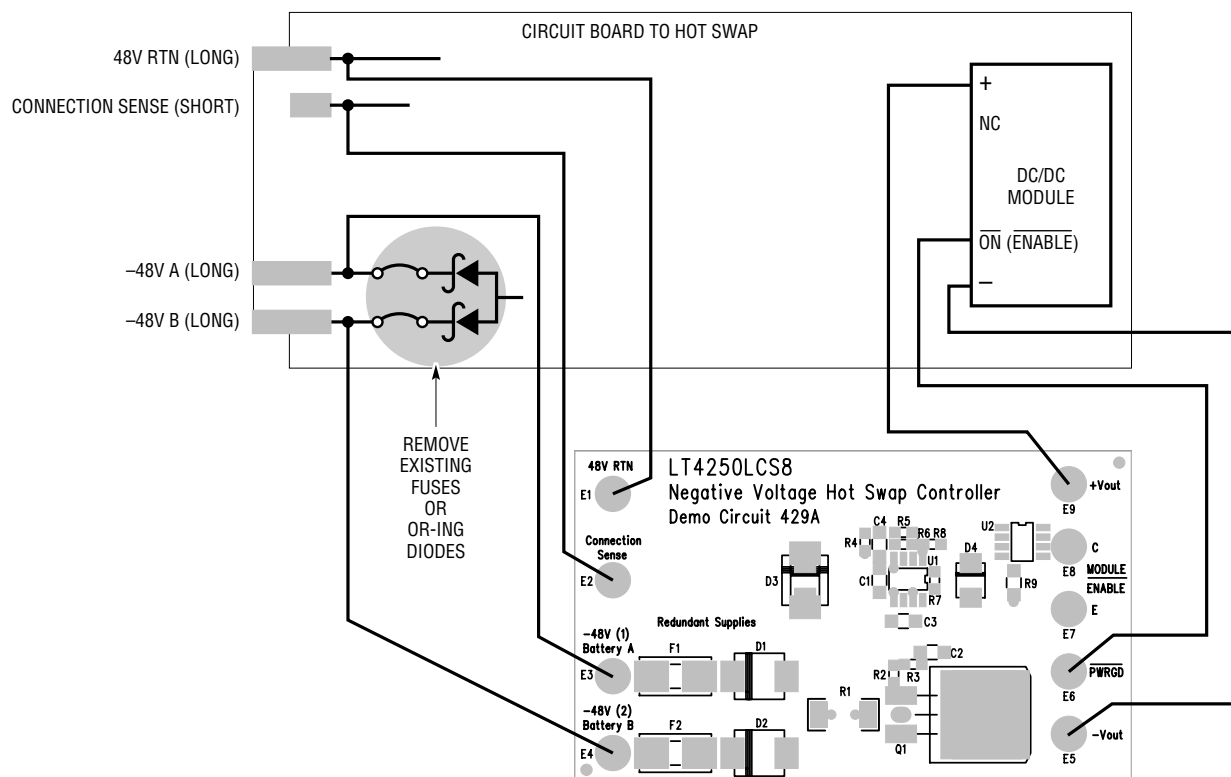 CIRCUIT BOARD TO HOT SWAP
48V RTN (LONG)
CONNECTION SENSE (SHORT)
–48V A (LONG)
–48V B (LONG)
+
NC
DC/DC
MODULE
ON (ENABLE)
–
REMOVE
EXISTING
FUSES
OR
OR-ING
DIODES
LT4250LCS8
Negative Voltage Hot Swap Controller
Demo Circuit 429A
48V RTN
E1
Connection
Sense
E2
Redundant Supplies
-48V (1)
Battery A
E3
-48V (2)
Battery B
E4
F1
D1
F2
D2
D3
R4
C4
R5
R6
R8
U1
C1
R7
C3
D4
U2
R9
R1
R2
R3
C2
Q1
+Vout
E9
C
E8
MODULE
ENABLE
E
E7
PWRGD
E6
-Vout
E5